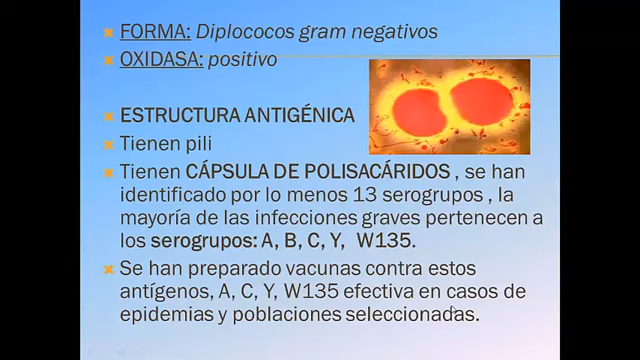 FORMA: Diplococos gram negativos
OXIDASA: positivo
ESTRUCTURA ANTIGÉNICA
Tienen pili
Tienen CÁPSULA DE POLISACÁRIDOS , se han
identificado por lo menos 13 serogrupos , la
mayoría de las infecciones graves pertenecen a
los serogrupos: A, B, C, Y, W135.
Se han preparado vacunas contra estos
antígenos, A, C, Y, W135 efectiva en casos de
epidemias y poblaciones seleccionadas.